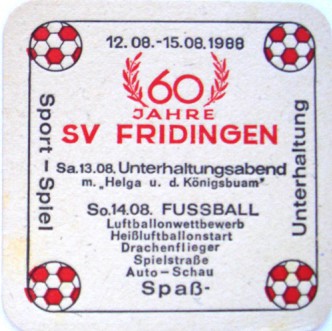 12.08.-15.08.1988
60
JAHRE
SV FRIDINGEN
Sport - Spiel
Unterhaltung
Sa.13.08. Unterhaltungsabend
m. „Helga u. d. Königsbuam"
So.14.08. FUSSBALL
Luftballonwettbewerb
Heißluftballonstart
Drachenflieger
Spielstraße
Auto-Schau
Spaß-